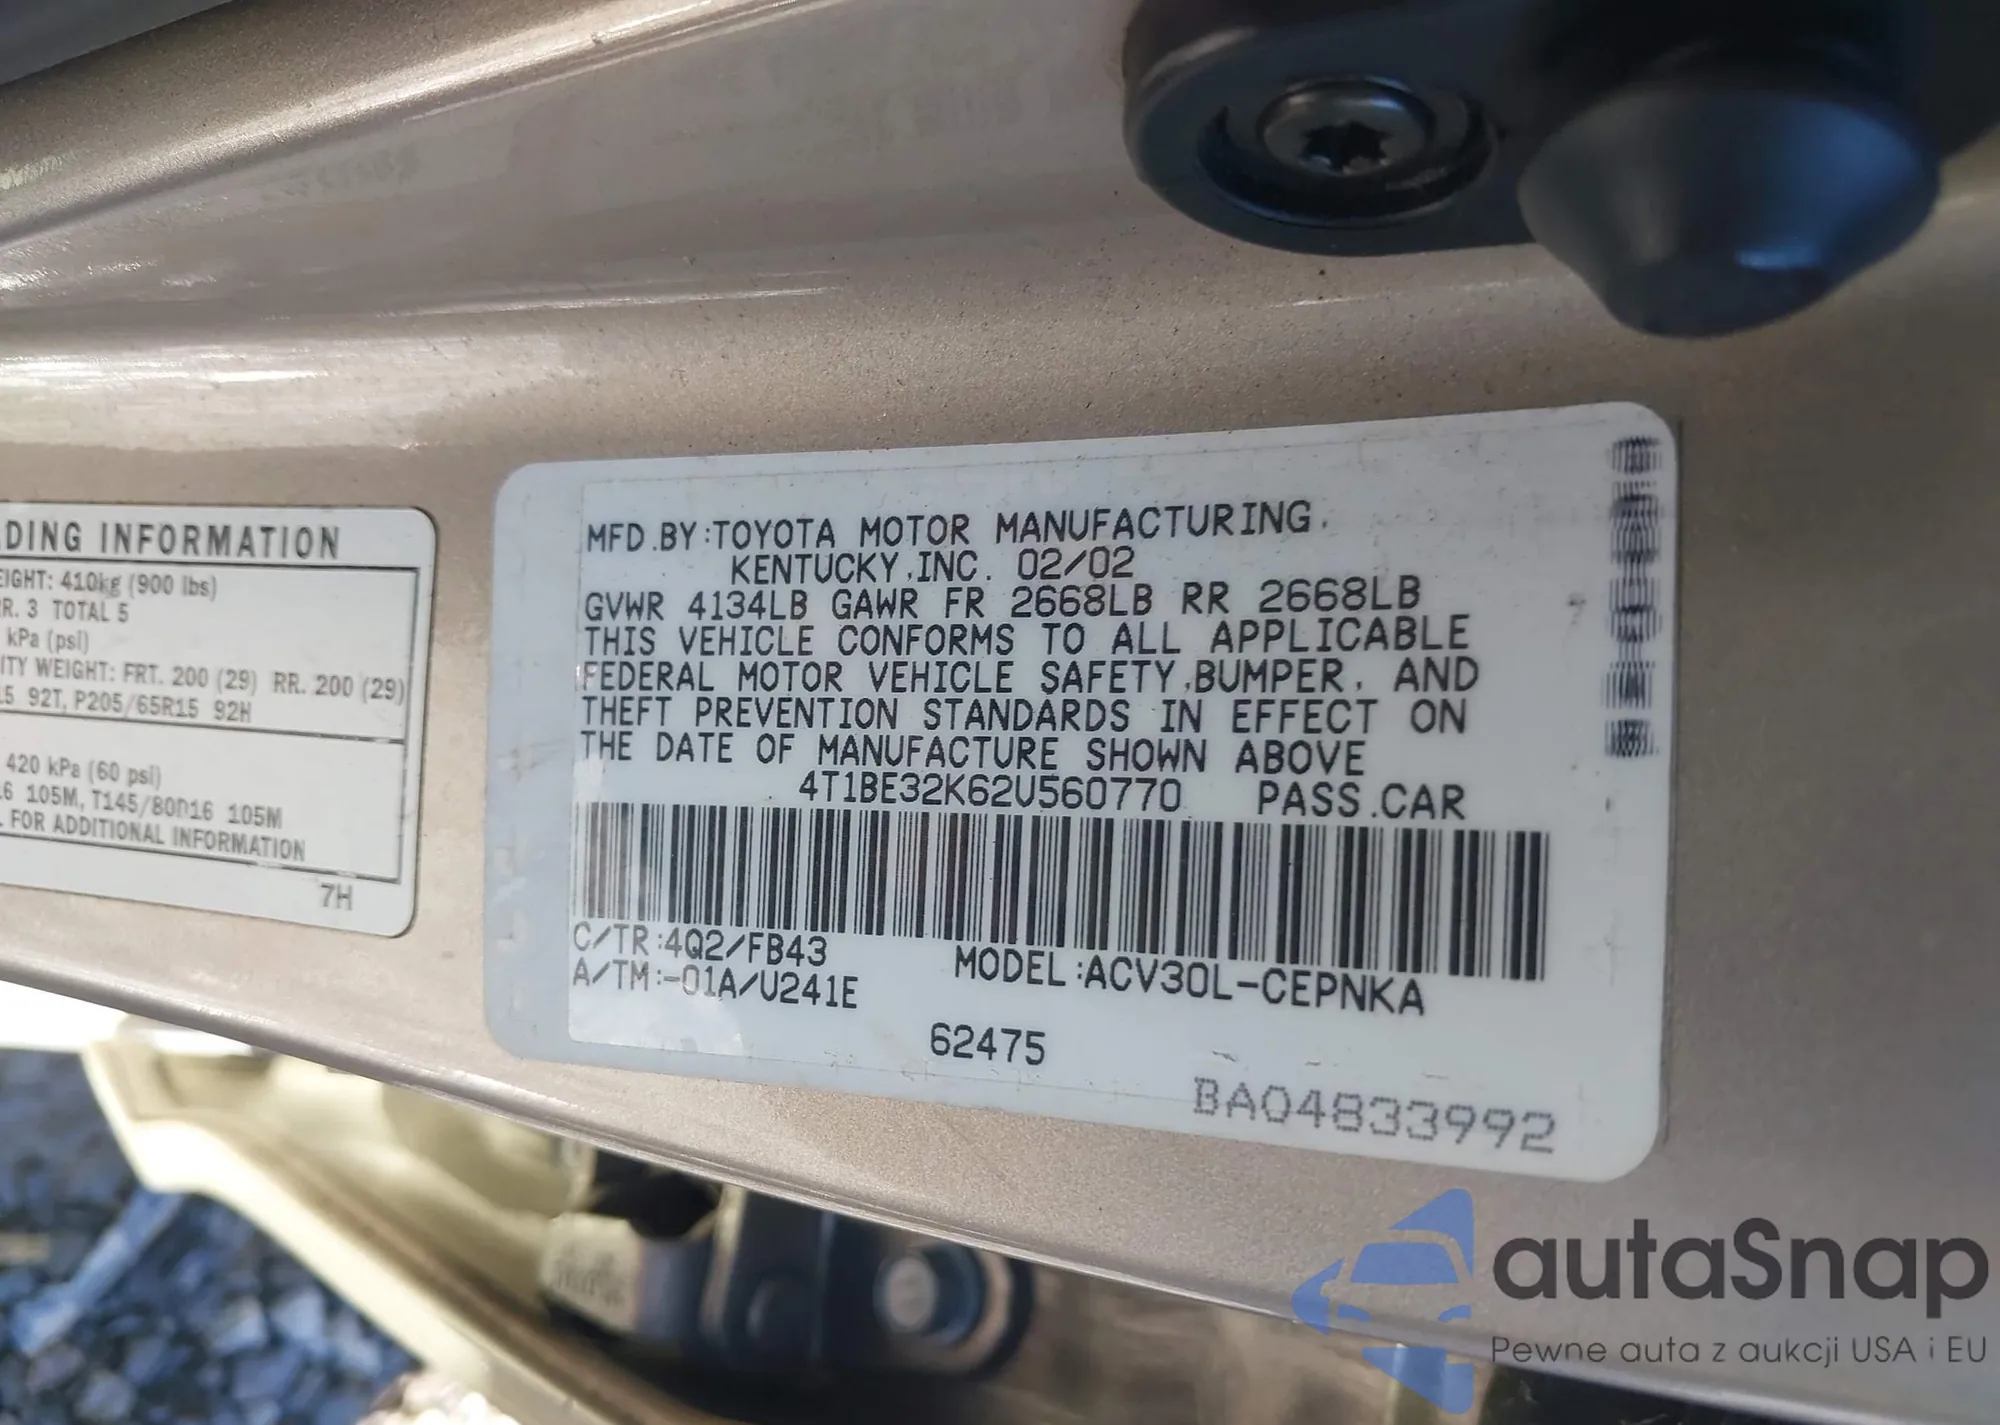 DING INFORMATION
EIGHT: 410kg (900 lbs)
R. 3 TOTAL 5
kPa (psi)
ITY WEIGHT: FRT. 200 (29) RR. 200 (29)
15 92T, P205/65R15 92H
420 kPa (60 psi)
16 105M, T145/80D16 105M
FOR ADDITIONAL INFORMATION
7H
MFD.BY:TOYOTA MOTOR MANUFACTURING,
KENTUCKY,INC. 02/02
GVWR 4134LB GAWR FR 2668LB RR 2668LB
THIS VEHICLE CONFORMS TO ALL APPLICABLE
FEDERAL MOTOR VEHICLE SAFETY,BUMPER, AND
THEFT PREVENTION STANDARDS IN EFFECT ON
THE DATE OF MANUFACTURE SHOWN ABOVE
4T1BE32K62U560770 PASS.CAR
C/TR:4Q2/FB43
A/TM:-01A/U241E
MODEL:ACV30L-CEPNKA
62475
BA04833992
autaSnap
Pewne auta z aukcji USA i EU